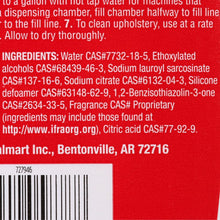 to a gallon with hot tap water for machines that
a dispensing chamber, fill chamber halfway to fill
r to the fill line. 7. To clean upholstery, use at a rate
. Allow to dry thoroughly.
INGREDIENTS: Water CAS#7732-18-5, Ethoxylated
alcohols CAS#68439-46-3, Sodium lauroyl sarcosinate
CAS#137-16-6, Sodium citrate CAS#6132-04-3, Silicone
defoamer CAS#63148-62-9, 1,2-Benzisothiazolin-3-one
CAS#2634-33-5, Fragrance CAS# Proprietary
(ingredients may include those found at
http://www.ifraorg.org), Citric acid CAS#77-92-9.
almart Inc., Bentonville, AR 72716
727946